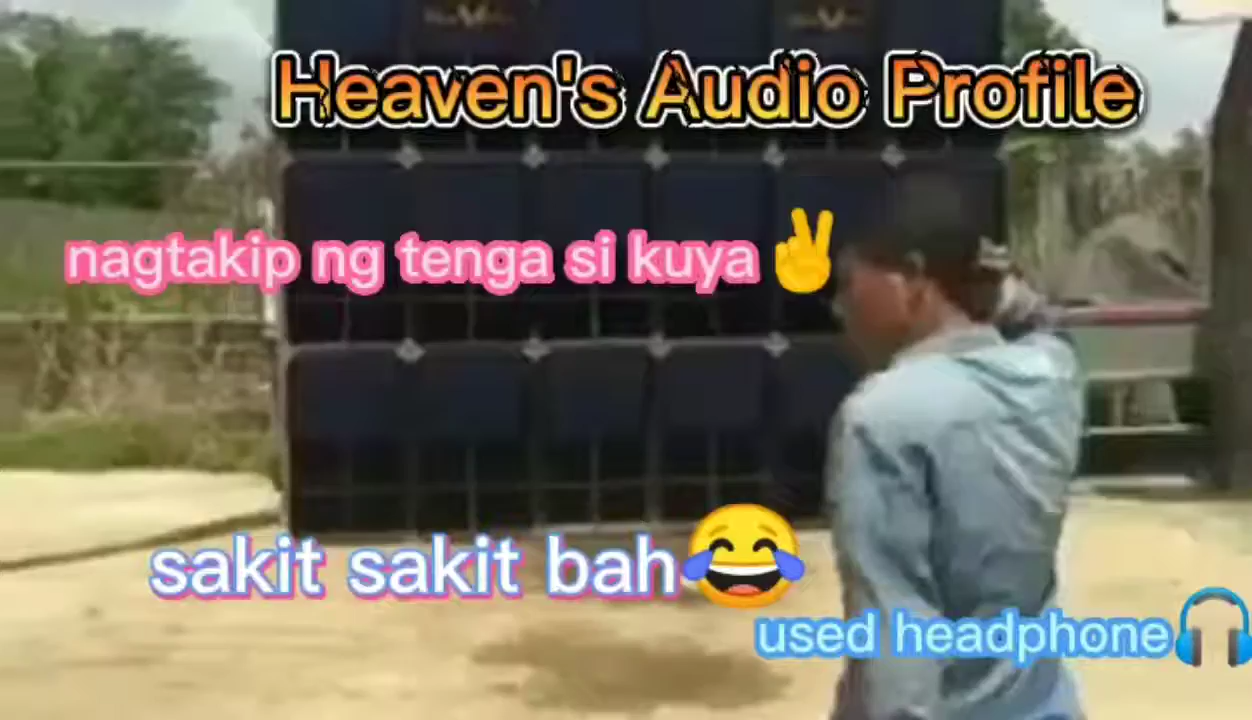 Heaven's Audio Profile
nagtakip ng tenga si kuya✌️
sakit sakit bah😂
used headphone🎧